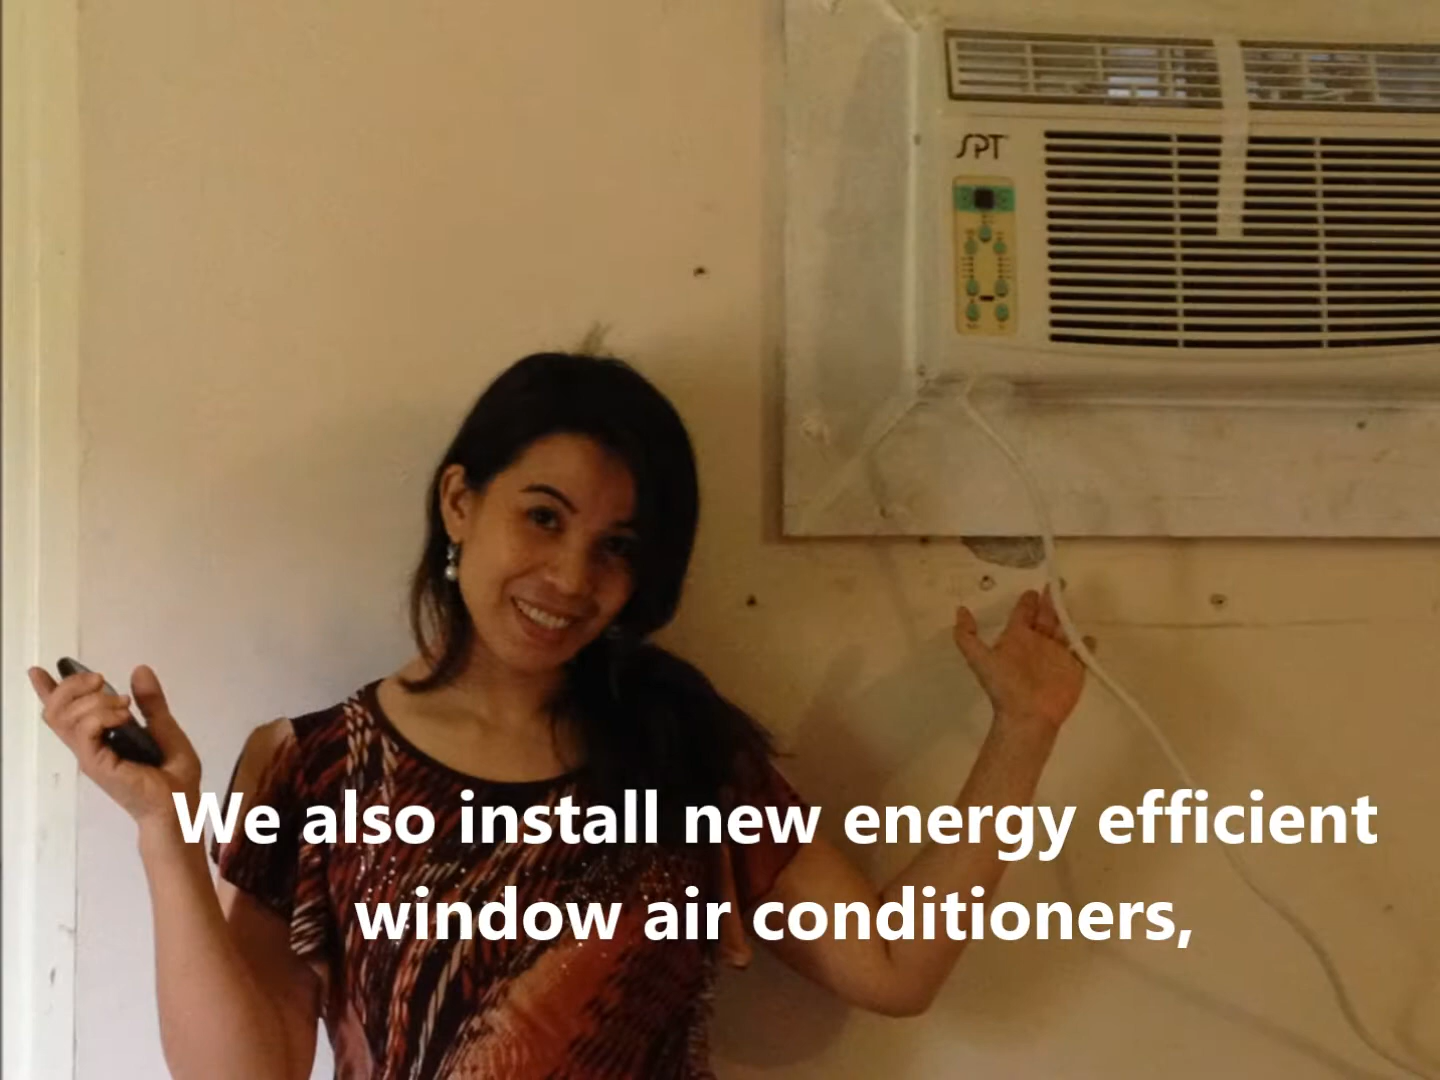 SPT
We also install new energy efficient
window air conditioners,